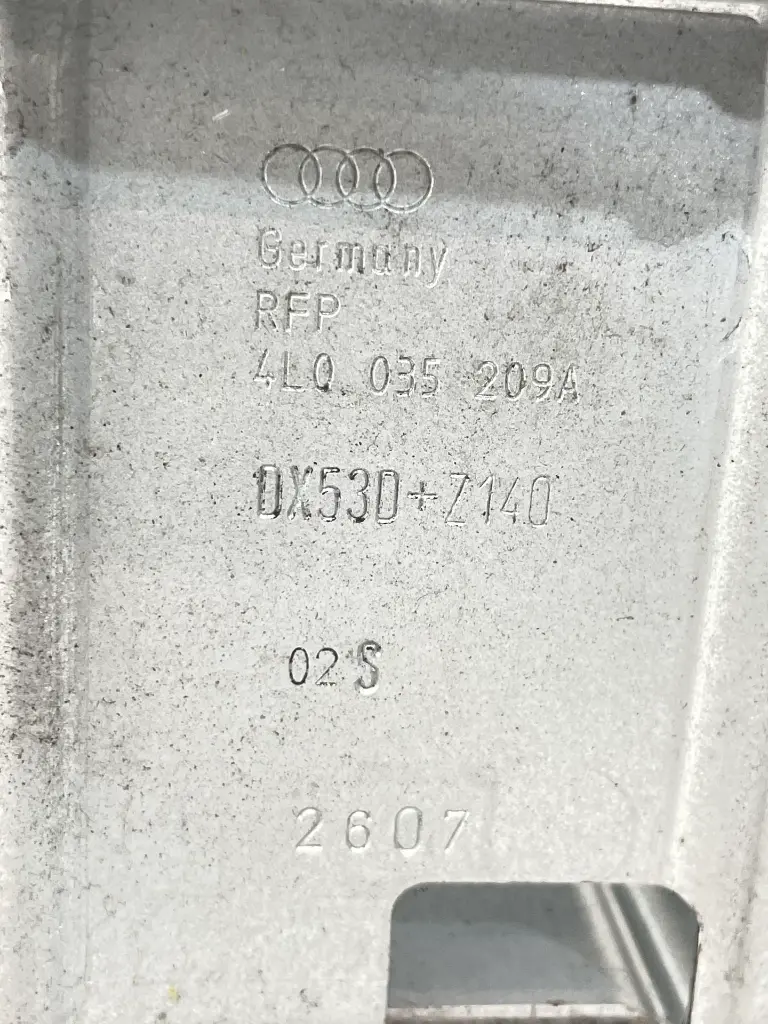 Germany
RFP
4L0 035 209A
DX53D+Z140
02 S
2607